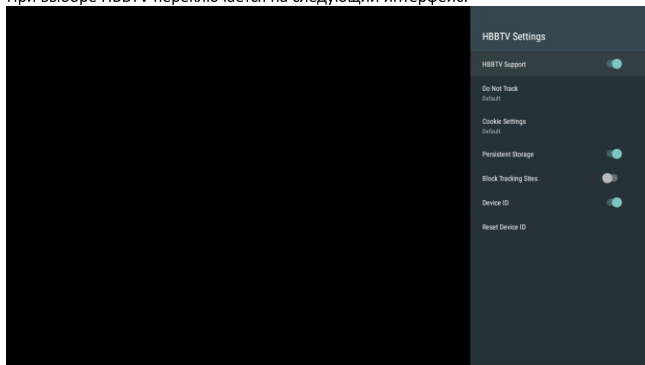 При выборе HBBTV переключается на следующий интерфейс:
HBBTV Settings
HBBTV Support
Do Not Track
Default
Cookie Settings
Default
Persistent Storage
Block Tracking Sites
Device ID
Reset Device ID